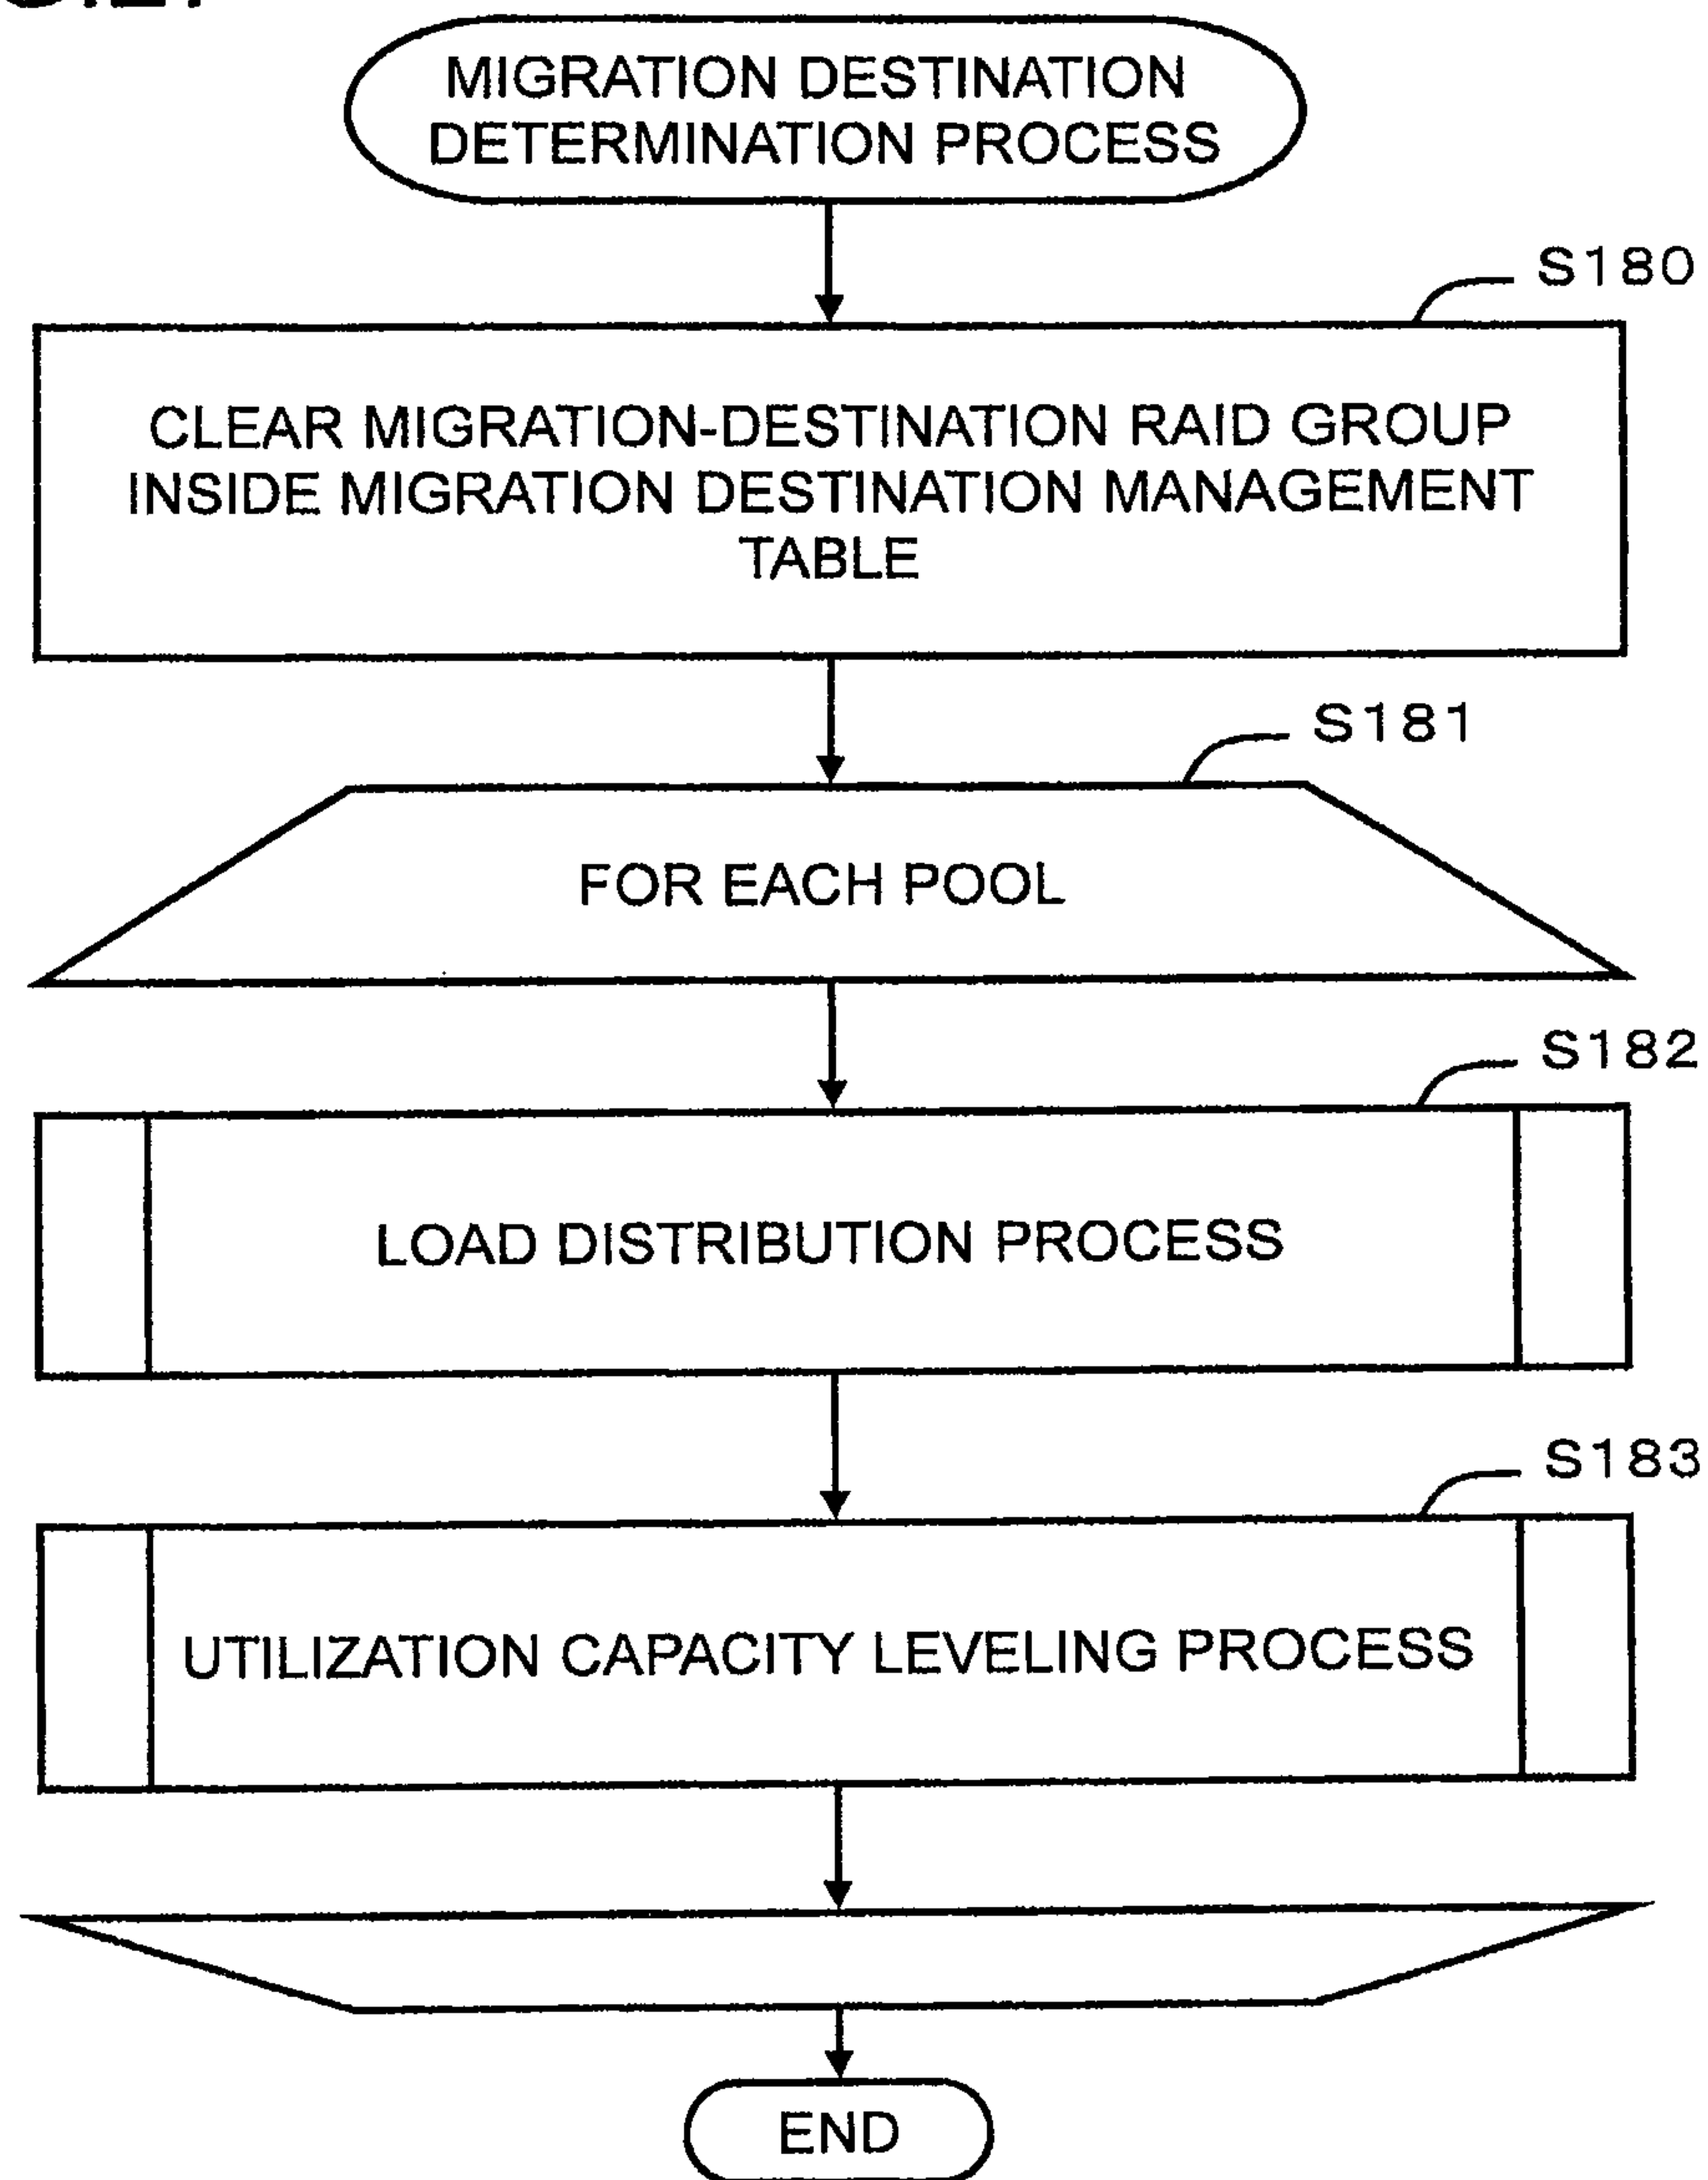 MIGRATION DESTINATION
DETERMINATION PROCESS
S180
CLEAR MIGRATION-DESTINATION RAID GROUP
INSIDE MIGRATION DESTINATION MANAGEMENT
TABLE
S181
FOR EACH POOL
S182
LOAD DISTRIBUTION PROCESS
S183
UTILIZATION CAPACITY LEVELING PROCESS
END